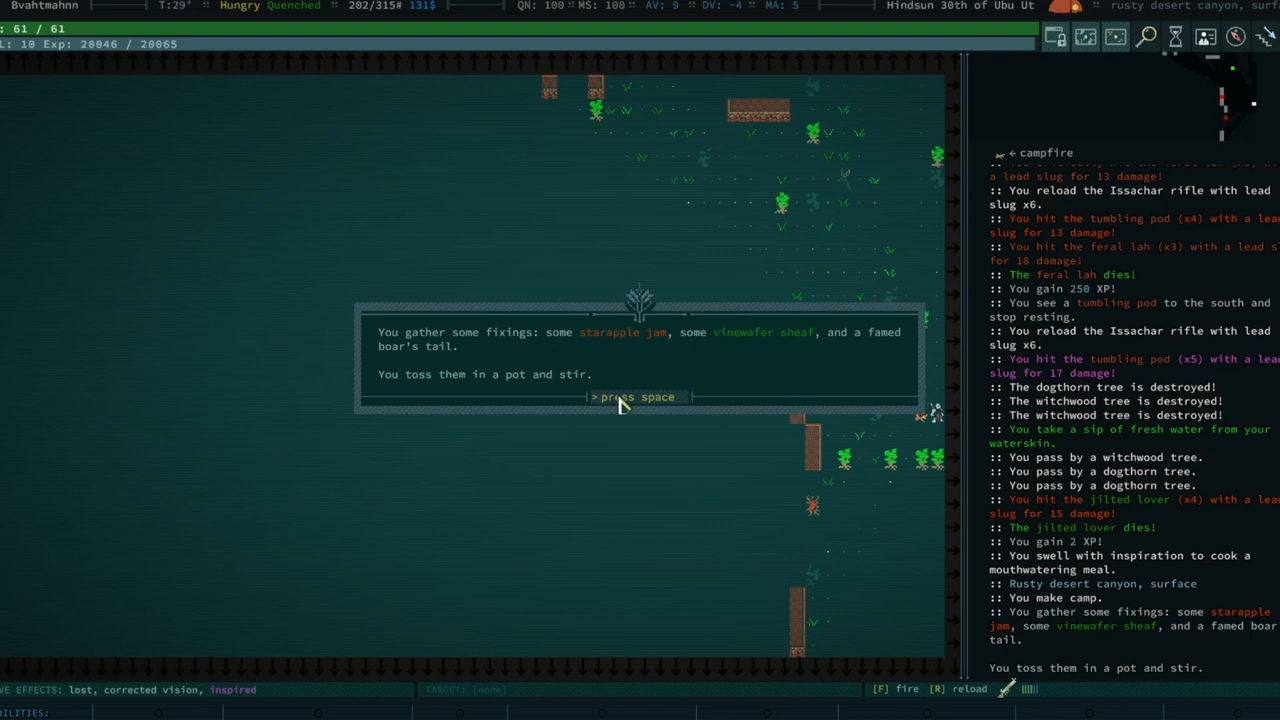 Bvahtmahnn T:29° Hungry Quenched 202/315# 131$ QN: 100 MS: 100 AV: 9 DV: -4 MA: 5 Hindsun 30th of Ubu Ut rusty desert canyon, surfa
: 61 / 61
L: 10 Exp: 20046 / 20065
← campfire
a lead slug for 13 damage!
:: You reload the Issachar rifle with lead
slug x6.
:: You hit the tumbling pod (x4) with a lea
slug for 13 damage!
:: You hit the feral lah (x3) with a lead s
for 18 damage!
:: The feral lah dies!
:: You gain 250 XP!
:: You see a tumbling pod to the south and
stop resting.
:: You reload the Issachar rifle with lead
slug x6.
:: You hit the tumbling pod (x5) with a lea
slug for 17 damage!
:: The dogthorn tree is destroyed!
:: The witchwood tree is destroyed!
:: The witchwood tree is destroyed!
:: You take a sip of fresh water from your
waterskin.
:: You pass by a witchwood tree.
:: You pass by a dogthorn tree.
:: You pass by a dogthorn tree.
:: You hit the jilted lover (x4) with a lea
slug for 15 damage!
:: The jilted lover dies!
:: You gain 2 XP!
:: You swell with inspiration to cook a
mouthwatering meal.
:: Rusty desert canyon, surface
:: You make camp.
:: You gather some fixings: some starapple
jam, some vinewafer sheaf, and a famed boar
tail.
You toss them in a pot and stir.
You gather some fixings: some starapple jam, some vinewafer sheaf, and a famed
boar's tail.
You toss them in a pot and stir.
> press space
VE EFFECTS: lost, corrected vision, inspired TARGET: [none] [F] fire [R] reload
BILITIES: